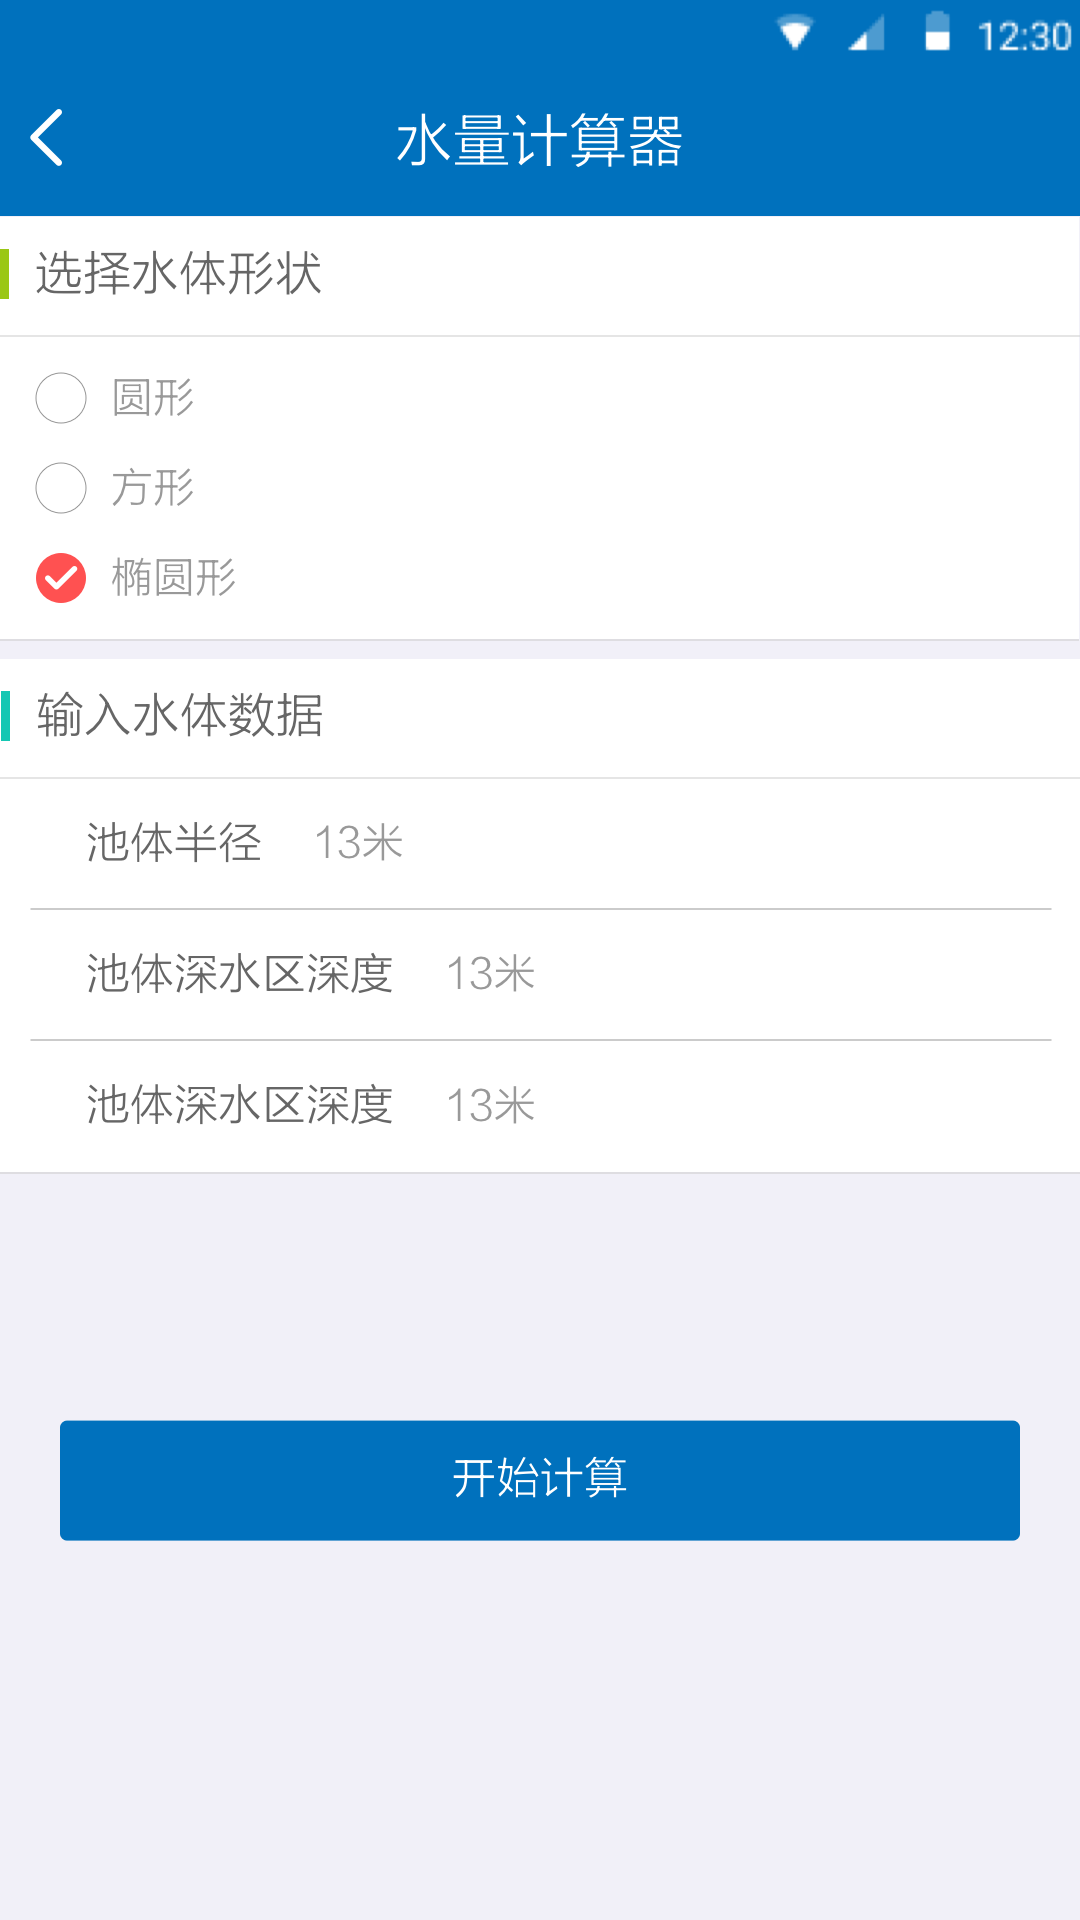 12:30
水量计算器
选择水体形状
圆形
方形
椭圆形
输入水体数据
池体半径 13米
池体深水区深度 13米
池体深水区深度 13米
开始计算